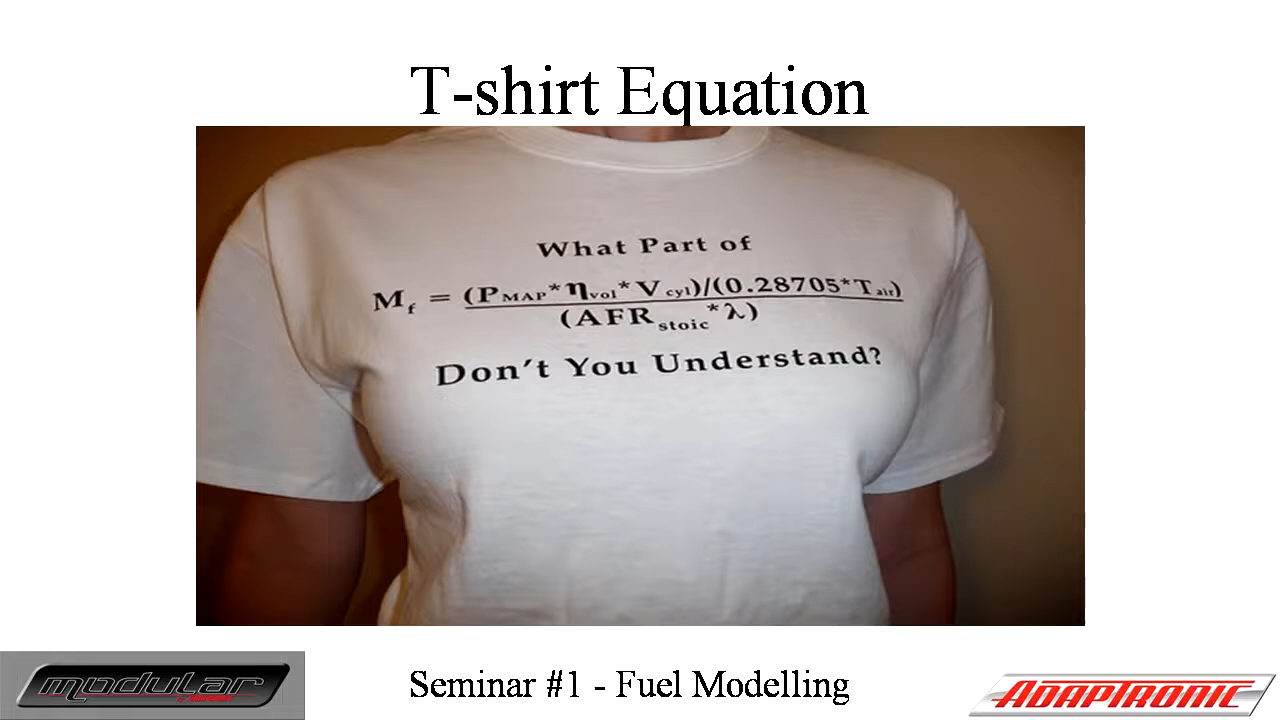 T-shirt Equation
What Part of
M_f = (P_MAP*η_vol*V_cyl)/(0.28705*T_air)
(AFR_stoic*λ)
Don't You Understand?
modular
Seminar #1 - Fuel Modelling
ADAPTRONIC